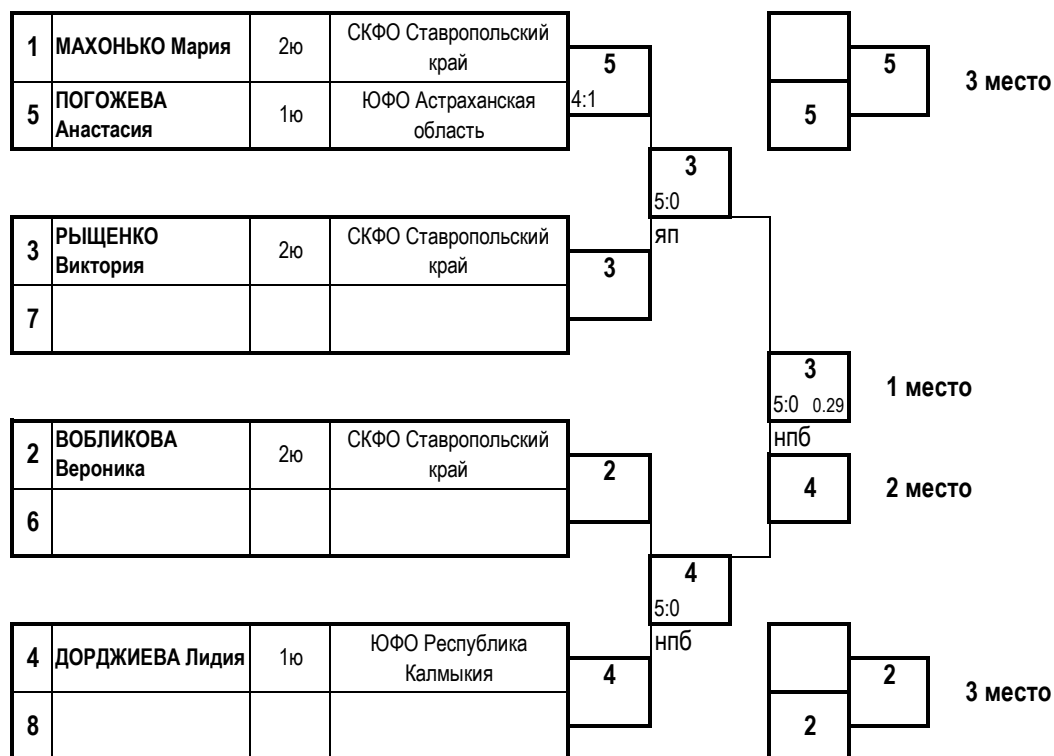 1 МАХОНЬКО Мария 2ю СКФО Ставропольский край
5 ПОГОЖЕВА Анастасия 1ю ЮФО Астраханская область
5
4:1
5
5
3 место
3
5:0
яп
3 РЫЩЕНКО Виктория 2ю СКФО Ставропольский край
7
3
3
5:0 0.29
нпб
1 место
2 ВОБЛИКОВА Вероника 2ю СКФО Ставропольский край
6
2
4
2 место
4
5:0
нпб
4 ДОРДЖИЕВА Лидия 1ю ЮФО Республика Калмыкия
8
4
2
2
3 место